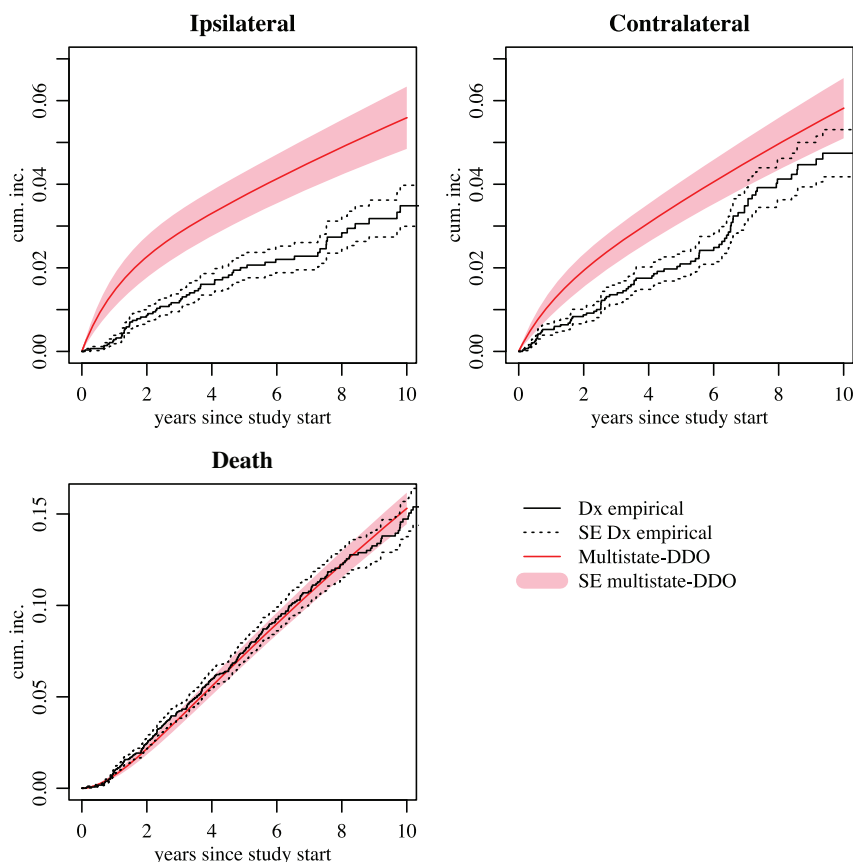 Ipsilateral
cum. inc.
0.00 0.02 0.04 0.06
0 2 4 6 8 10
years since study start
Contralateral
cum. inc.
0.00 0.02 0.04 0.06
0 2 4 6 8 10
years since study start
Death
cum. inc.
0.00 0.05 0.10 0.15
0 2 4 6 8 10
years since study start
Dx empirical
SE Dx empirical
Multistate-DDO
SE multistate-DDO